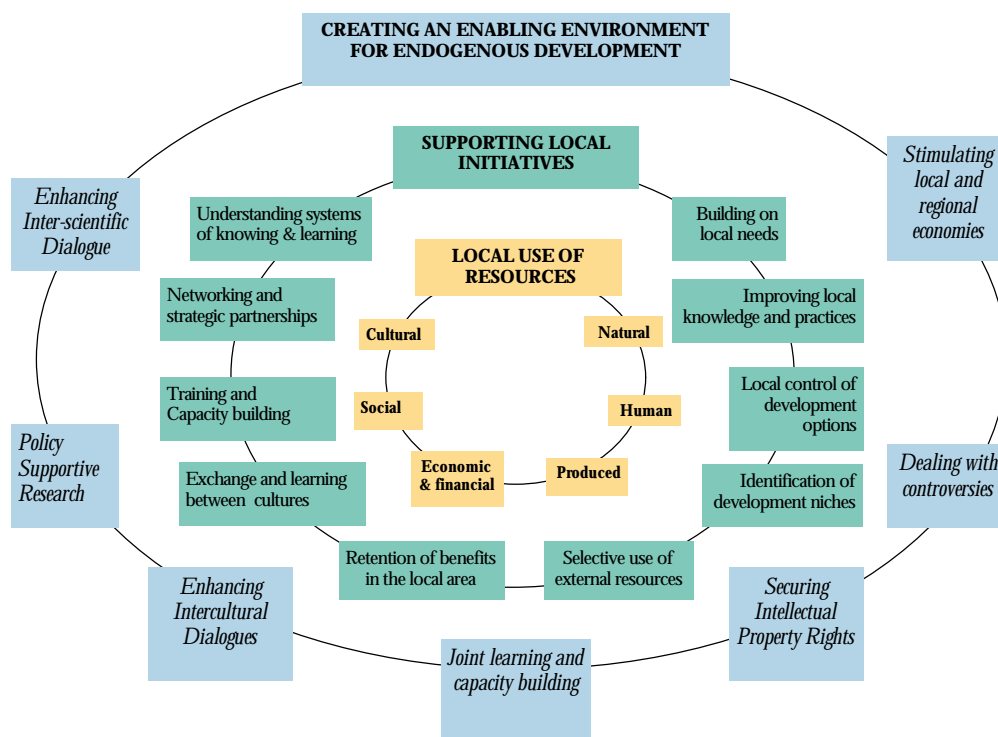 CREATING AN ENABLING ENVIRONMENT
FOR ENDOGENOUS DEVELOPMENT
SUPPORTING LOCAL
INITIATIVES
LOCAL USE OF
RESOURCES
Enhancing
Inter-scientific
Dialogue
Stimulating
local and
regional
economies
Understanding systems
of knowing & learning
Building on
local needs
Networking and
strategic partnerships
Improving local
knowledge and practices
Cultural
Natural
Training and
Capacity building
Local control of
development
options
Social
Human
Policy
Supportive
Research
Dealing with
controversies
Exchange and learning
between cultures
Economic
& financial
Produced
Identification of
development niches
Retention of benefits
in the local area
Selective use of
external resources
Enhancing
Intercultural
Dialogues
Securing
Intellectual
Property Rights
Joint learning and
capacity building